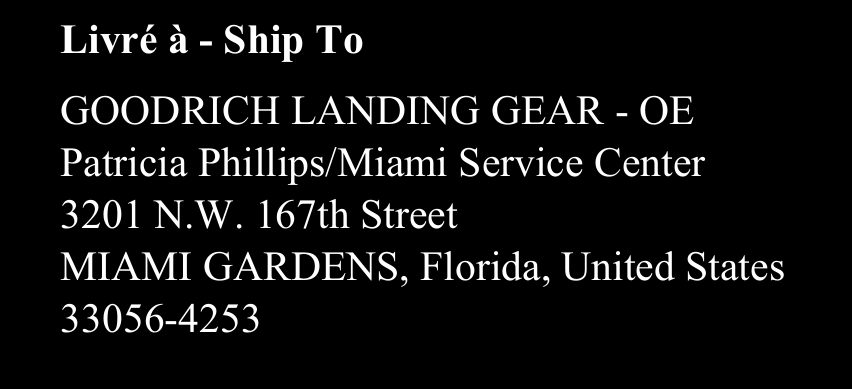 Livré à - Ship To
GOODRICH LANDING GEAR - OE
Patricia Phillips/Miami Service Center
3201 N.W. 167th Street
MIAMI GARDENS, Florida, United States
33056-4253